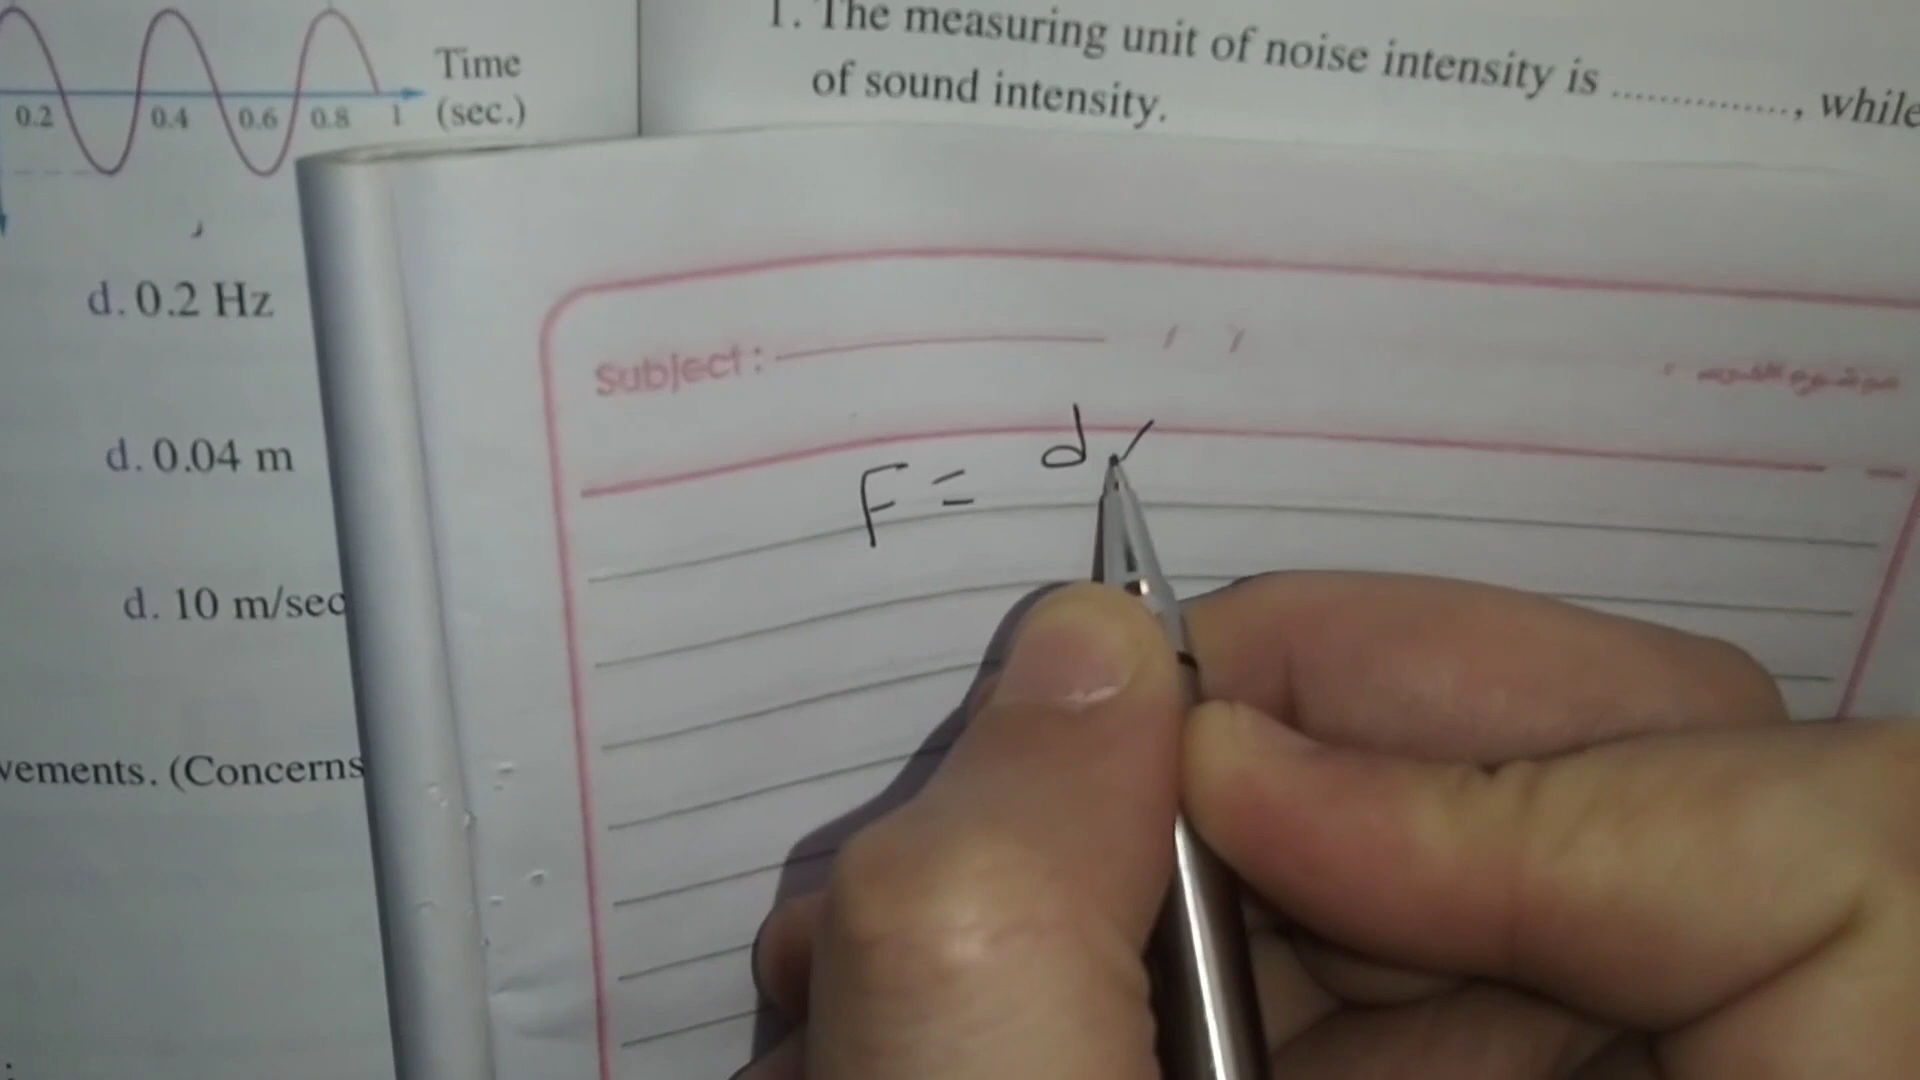 Time
(sec.)
0.2 0.4 0.6 0.8 1
d. 0.2 Hz
d. 0.04 m
d. 10 m/sec
vements. (Concerns
1. The measuring unit of noise intensity is ..............., while
of sound intensity.
Subject:
F = d